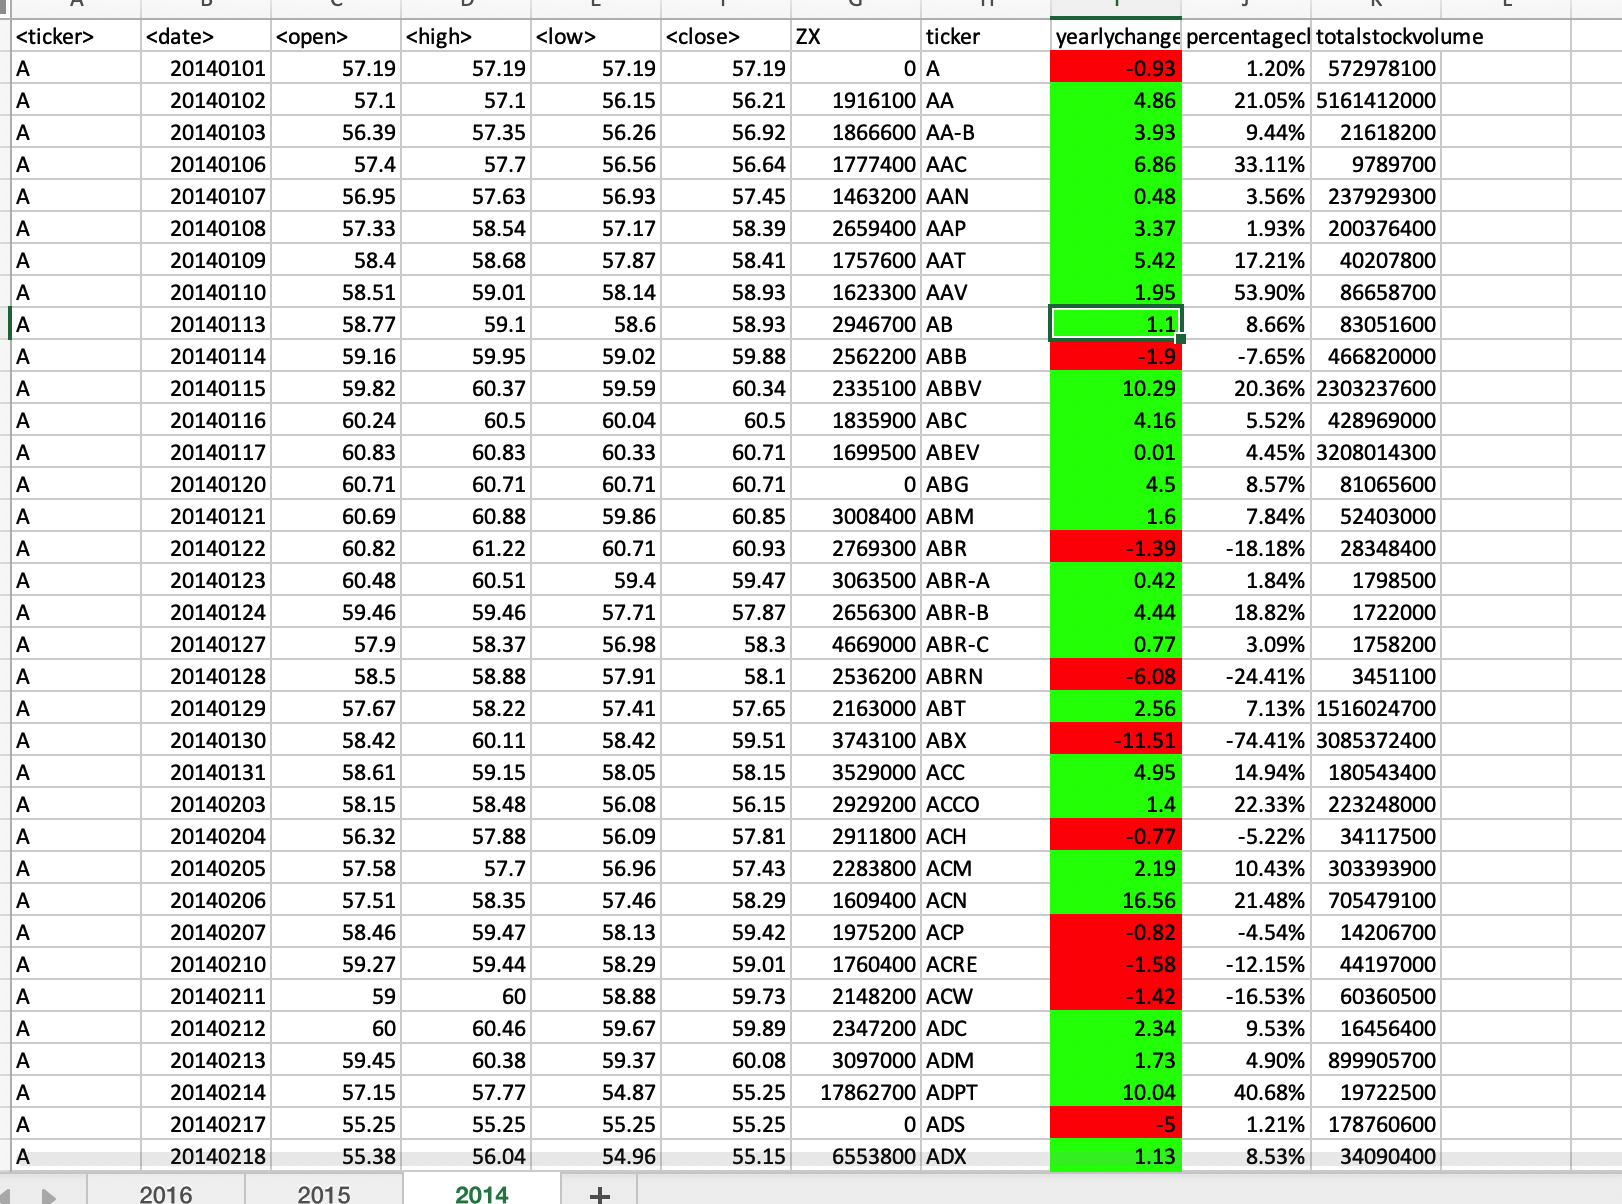 <ticker> <date> <open> <high> <low> <close> ZX ticker yearlychange percentagecl totalstockvolume
A 20140101 57.19 57.19 57.19 57.19 0 A -0.93 1.20% 572978100
A 20140102 57.1 57.1 56.15 56.21 1916100 AA 4.86 21.05% 5161412000
A 20140103 56.39 57.35 56.26 56.92 1866600 AA-B 3.93 9.44% 21618200
A 20140106 57.4 57.7 56.56 56.64 1777400 AAC 6.86 33.11% 9789700
A 20140107 56.95 57.63 56.93 57.45 1463200 AAN 0.48 3.56% 237929300
A 20140108 57.33 58.54 57.17 58.39 2659400 AAP 3.37 1.93% 200376400
A 20140109 58.4 58.68 57.87 58.41 1757600 AAT 5.42 17.21% 40207800
A 20140110 58.51 59.01 58.14 58.93 1623300 AAV 1.95 53.90% 86658700
A 20140113 58.77 59.1 58.6 58.93 2946700 AB 1.1 8.66% 83051600
A 20140114 59.16 59.95 59.02 59.88 2562200 ABB -1.9 -7.65% 466820000
A 20140115 59.82 60.37 59.59 60.34 2335100 ABBV 10.29 20.36% 2303237600
A 20140116 60.24 60.5 60.04 60.5 1835900 ABC 4.16 5.52% 428969000
A 20140117 60.83 60.83 60.33 60.71 1699500 ABEV 0.01 4.45% 3208014300
A 20140120 60.71 60.71 60.71 60.71 0 ABG 4.5 8.57% 81065600
A 20140121 60.69 60.88 59.86 60.85 3008400 ABM 1.6 7.84% 52403000
A 20140122 60.82 61.22 60.71 60.93 2769300 ABR -1.39 -18.18% 28348400
A 20140123 60.48 60.51 59.4 59.47 3063500 ABR-A 0.42 1.84% 1798500
A 20140124 59.46 59.46 57.71 57.87 2656300 ABR-B 4.44 18.82% 1722000
A 20140127 57.9 58.37 56.98 58.3 4669000 ABR-C 0.77 3.09% 1758200
A 20140128 58.5 58.88 57.91 58.1 2536200 ABRN -6.08 -24.41% 3451100
A 20140129 57.67 58.22 57.41 57.65 2163000 ABT 2.56 7.13% 1516024700
A 20140130 58.42 60.11 58.42 59.51 3743100 ABX -11.51 -74.41% 3085372400
A 20140131 58.61 59.15 58.05 58.15 3529000 ACC 4.95 14.94% 180543400
A 20140203 58.15 58.48 56.08 56.15 2929200 ACCO 1.4 22.33% 223248000
A 20140204 56.32 57.88 56.09 57.81 2911800 ACH -0.77 -5.22% 34117500
A 20140205 57.58 57.7 56.96 57.43 2283800 ACM 2.19 10.43% 303393900
A 20140206 57.51 58.35 57.46 58.29 1609400 ACN 16.56 21.48% 705479100
A 20140207 58.46 59.47 58.13 59.42 1975200 ACP -0.82 -4.54% 14206700
A 20140210 59.27 59.44 58.29 59.01 1760400 ACRE -1.58 -12.15% 44197000
A 20140211 59 60 58.88 59.73 2148200 ACW -1.42 -16.53% 60360500
A 20140212 60 60.46 59.67 59.89 2347200 ADC 2.34 9.53% 16456400
A 20140213 59.45 60.38 59.37 60.08 3097000 ADM 1.73 4.90% 899905700
A 20140214 57.15 57.77 54.87 55.25 17862700 ADPT 10.04 40.68% 19722500
A 20140217 55.25 55.25 55.25 55.25 0 ADS -5 1.21% 178760600
A 20140218 55.38 56.04 54.96 55.15 6553800 ADX 1.13 8.53% 34090400
2016 2015 2014 +